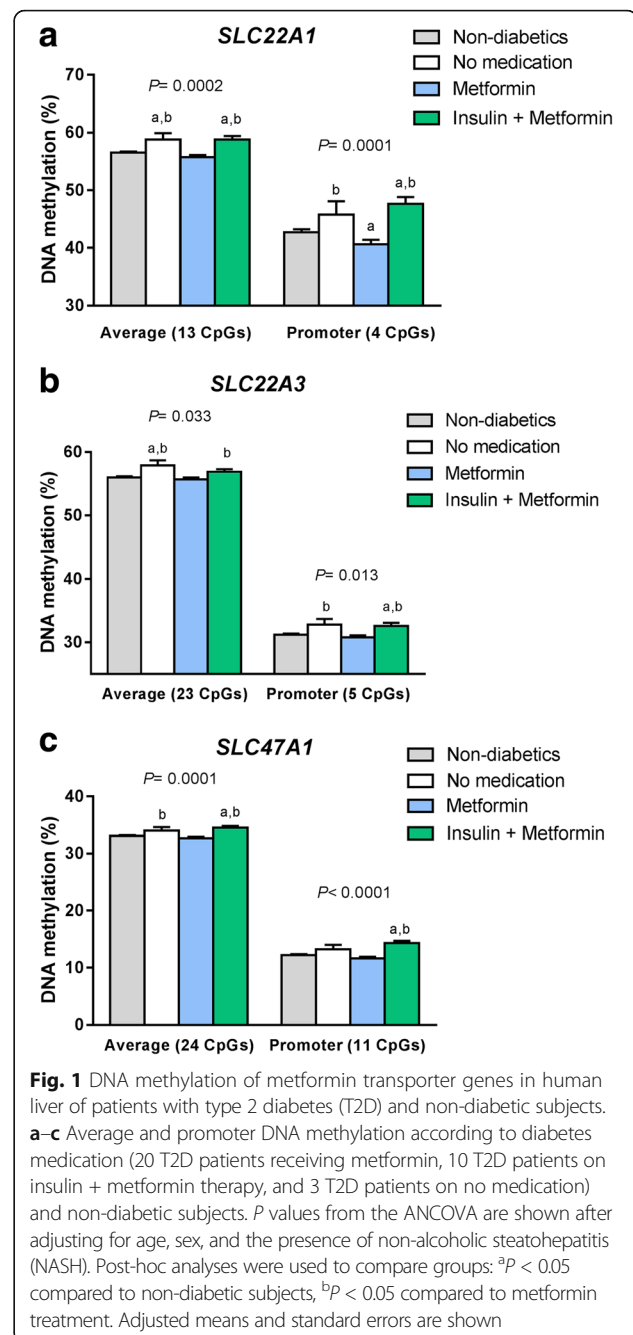 a
SLC22A1
Non-diabetics
No medication
Metformin
Insulin + Metformin
DNA methylation (%)
70
60
50
40
30
P= 0.0002
a,b
a,b
P= 0.0001
b
a
a,b
Average (13 CpGs)
Promoter (4 CpGs)
b
SLC22A3
Non-diabetics
No medication
Metformin
Insulin + Metformin
DNA methylation (%)
60
50
40
30
P= 0.033
a,b
b
P= 0.013
b
a,b
Average (23 CpGs)
Promoter (5 CpGs)
c
SLC47A1
Non-diabetics
No medication
Metformin
Insulin + Metformin
DNA methylation (%)
40
30
20
10
0
P= 0.0001
b
a,b
P< 0.0001
a,b
Average (24 CpGs)
Promoter (11 CpGs)
Fig. 1 DNA methylation of metformin transporter genes in human
liver of patients with type 2 diabetes (T2D) and non-diabetic subjects.
a–c Average and promoter DNA methylation according to diabetes
medication (20 T2D patients receiving metformin, 10 T2D patients on
insulin + metformin therapy, and 3 T2D patients on no medication)
and non-diabetic subjects. P values from the ANCOVA are shown after
adjusting for age, sex, and the presence of non-alcoholic steatohepatitis
(NASH). Post-hoc analyses were used to compare groups: ᵃP < 0.05
compared to non-diabetic subjects, ᵇP < 0.05 compared to metformin
treatment. Adjusted means and standard errors are shown